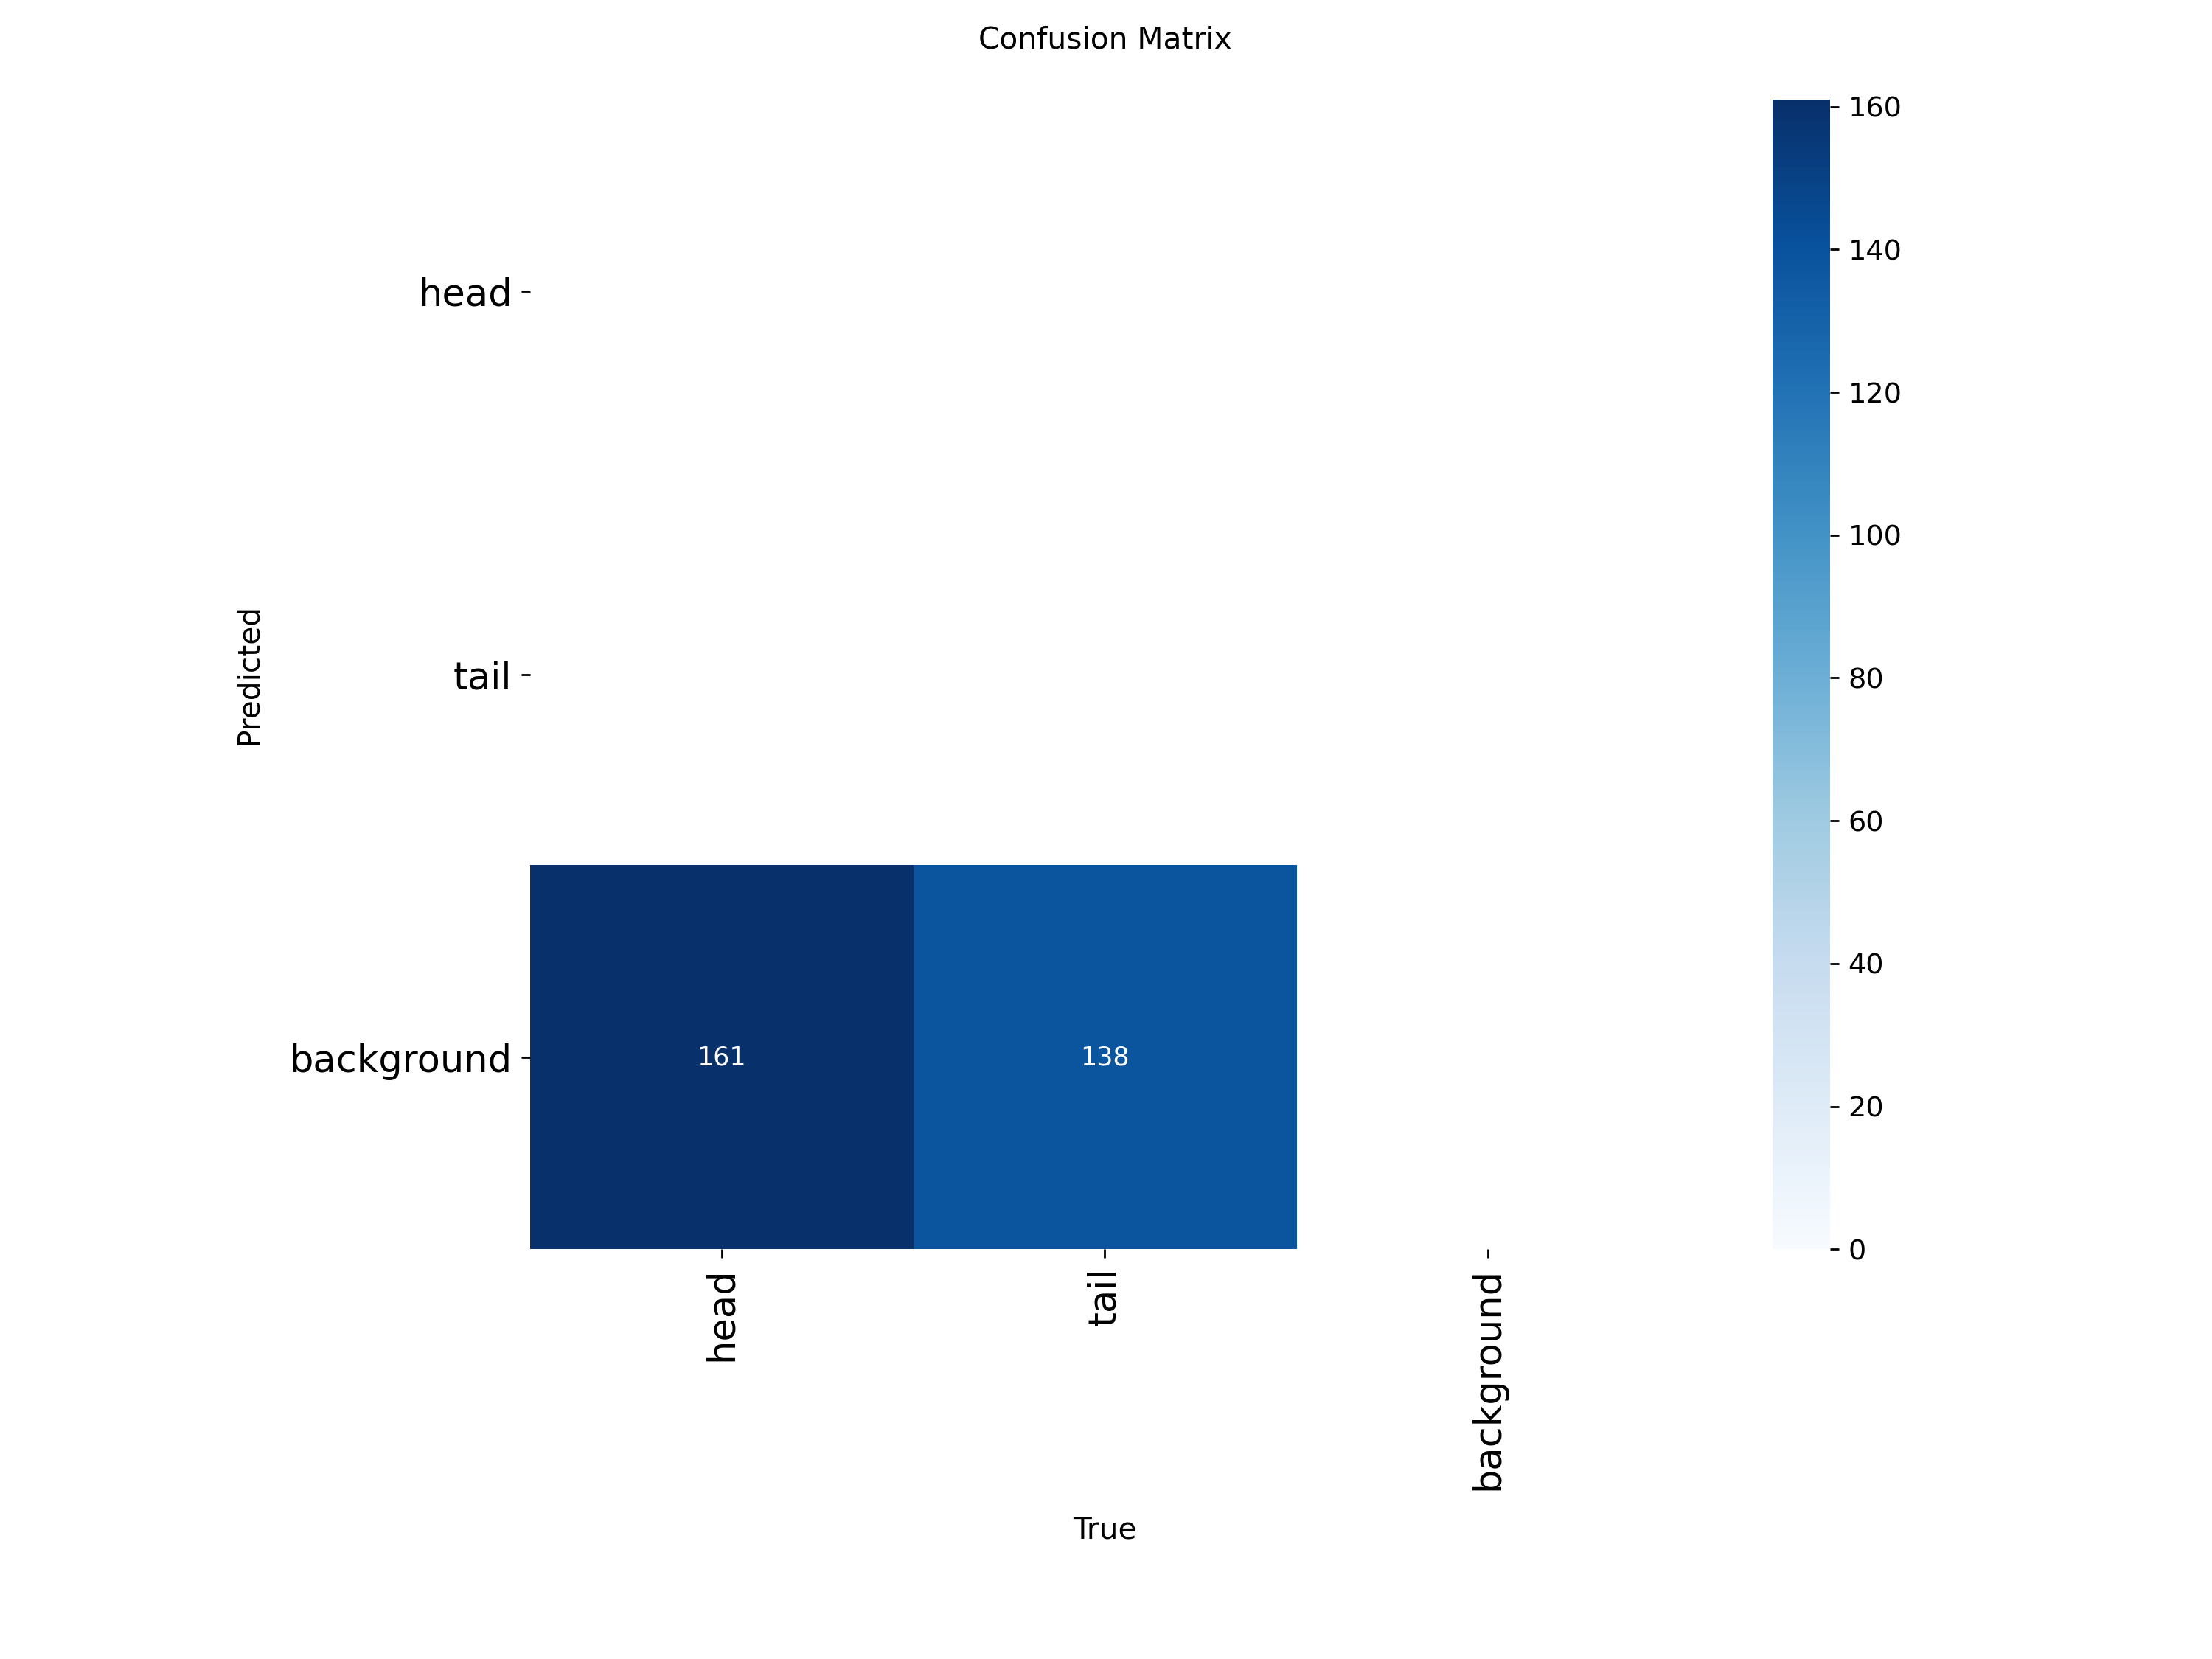 Confusion Matrix
160
140
120
100
80
60
40
20
0
Predicted
head
tail
background
161
138
head
tail
background
True